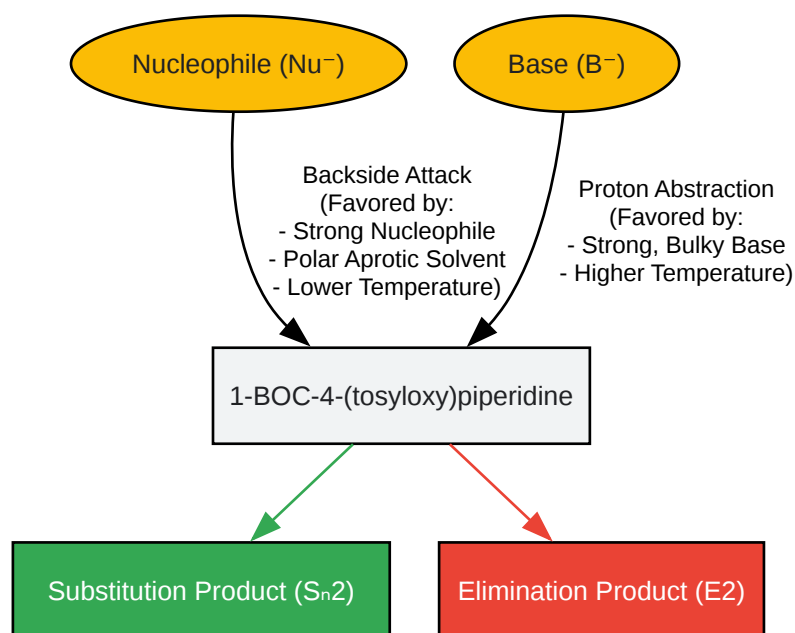 Nucleophile (Nu⁻)
Base (B⁻)
Backside Attack
(Favored by:
- Strong Nucleophile
- Polar Aprotic Solvent
- Lower Temperature)
Proton Abstraction
(Favored by:
- Strong, Bulky Base
- Higher Temperature)
1-BOC-4-(tosyloxy)piperidine
Substitution Product (Sₙ2)
Elimination Product (E2)